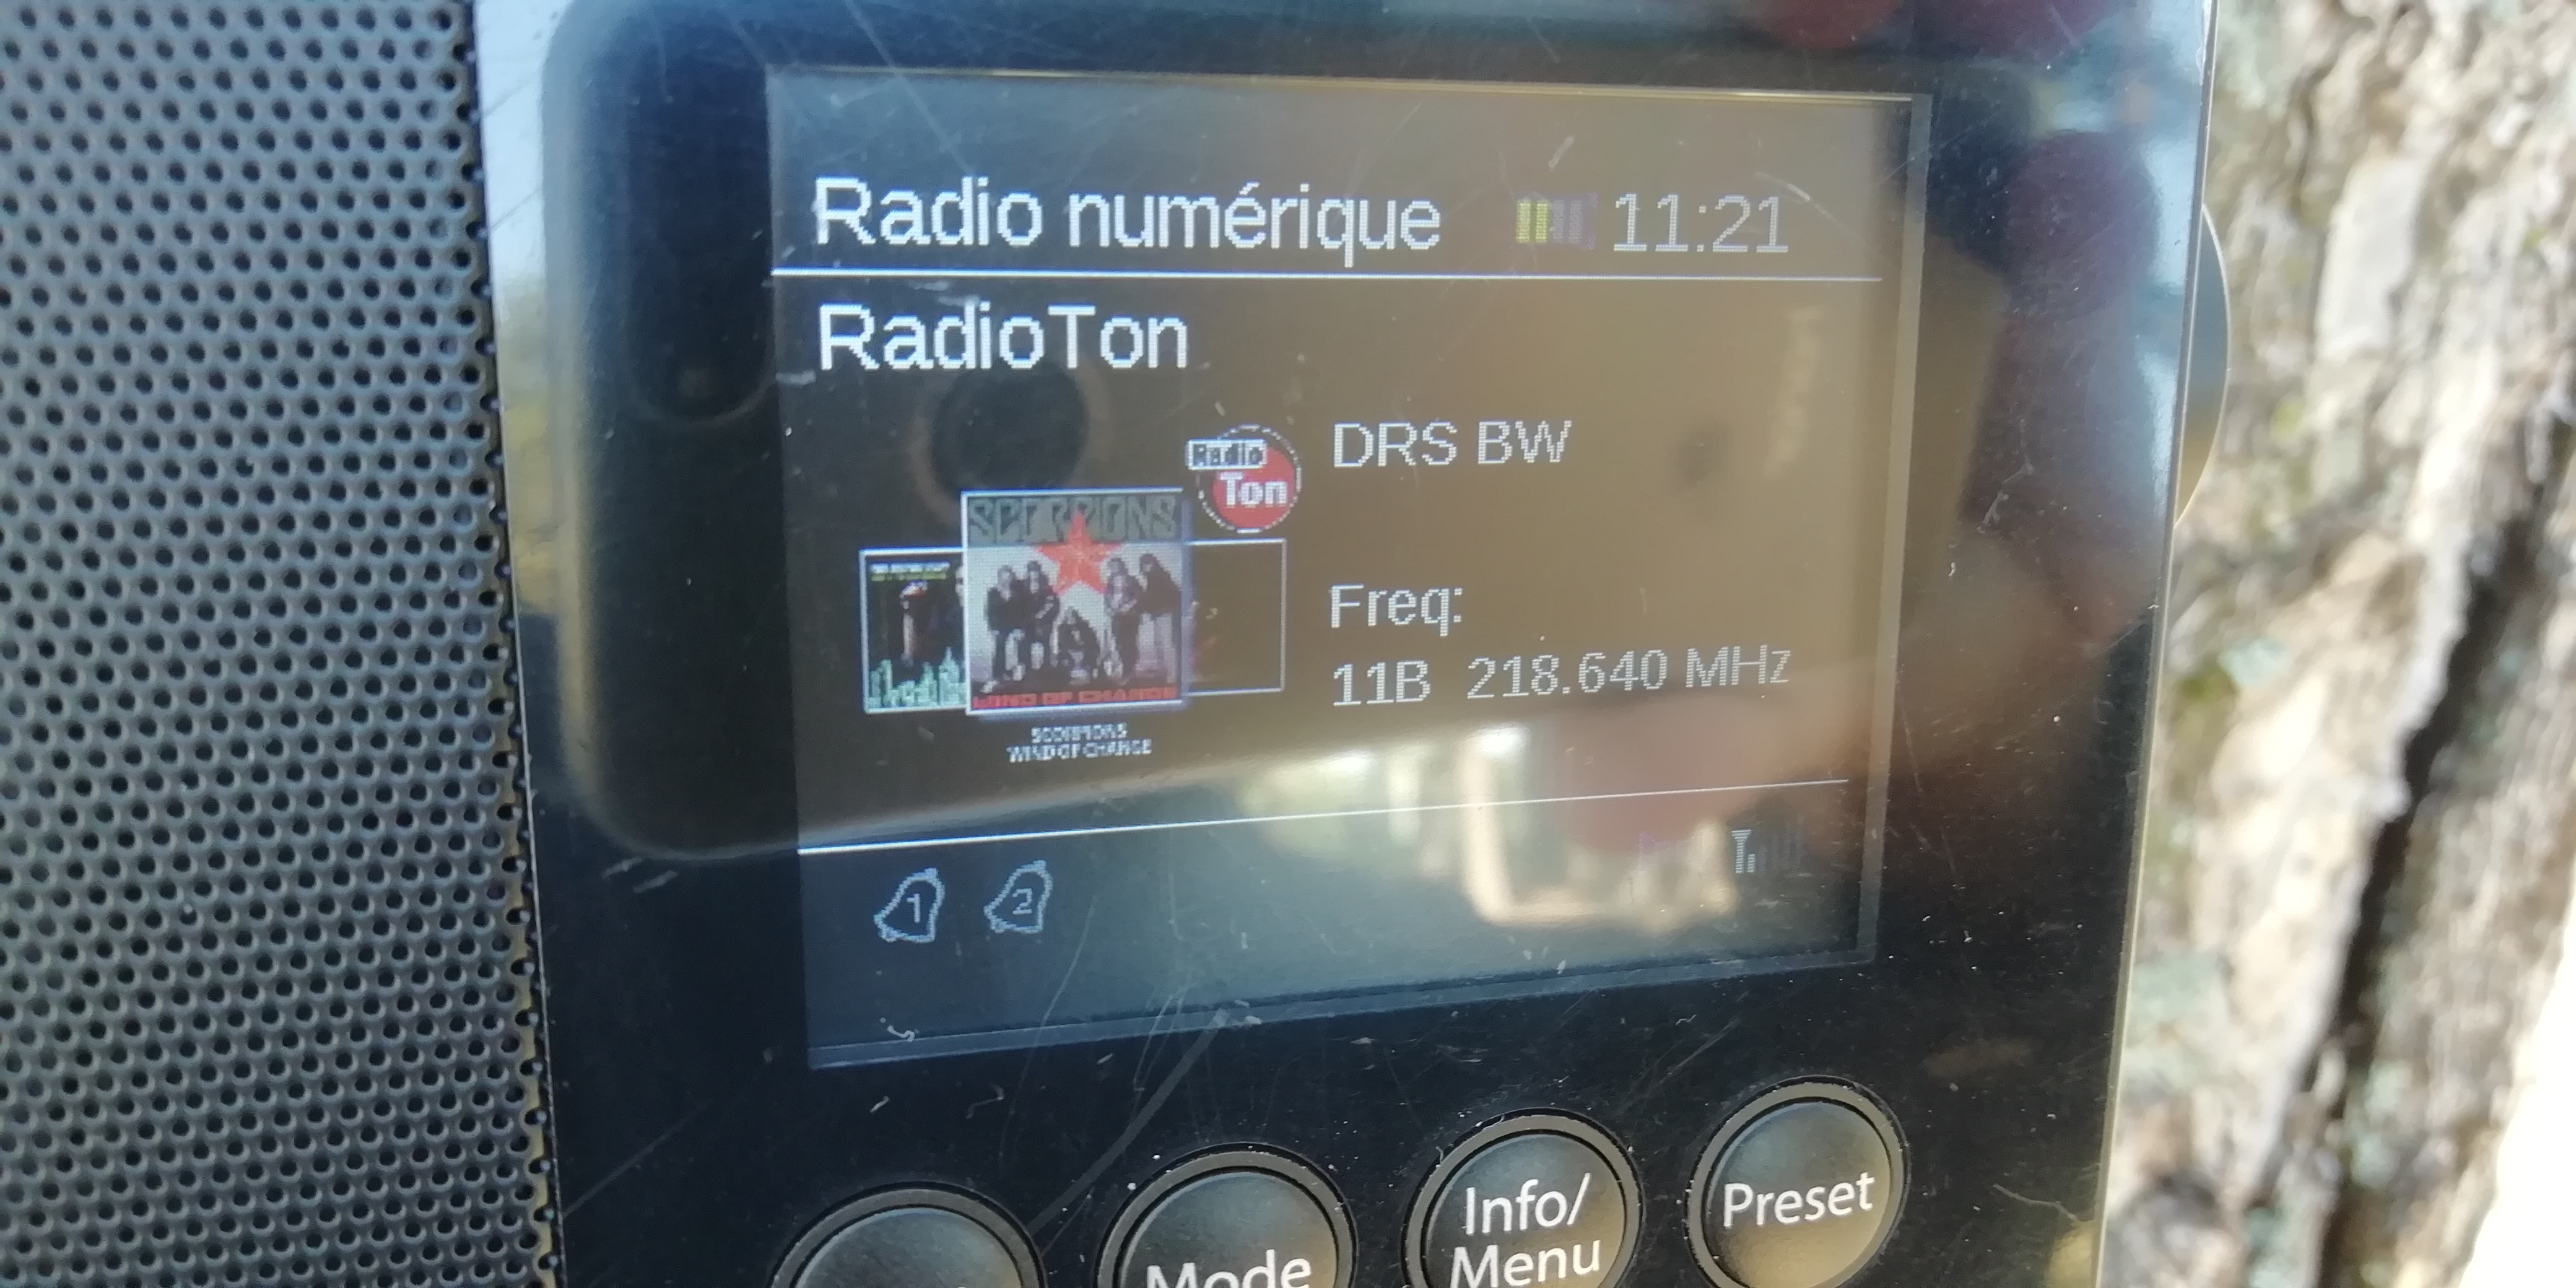 Radio numérique 11:21
RadioTon
DRS BW
Radio
Ton
SCORPIONS
WIND OF CHANGE
SCORPIONS
WIND OF CHANGE
Freq:
11B 218.640 MHz
1 2
Mode
Info/
Menu
Preset